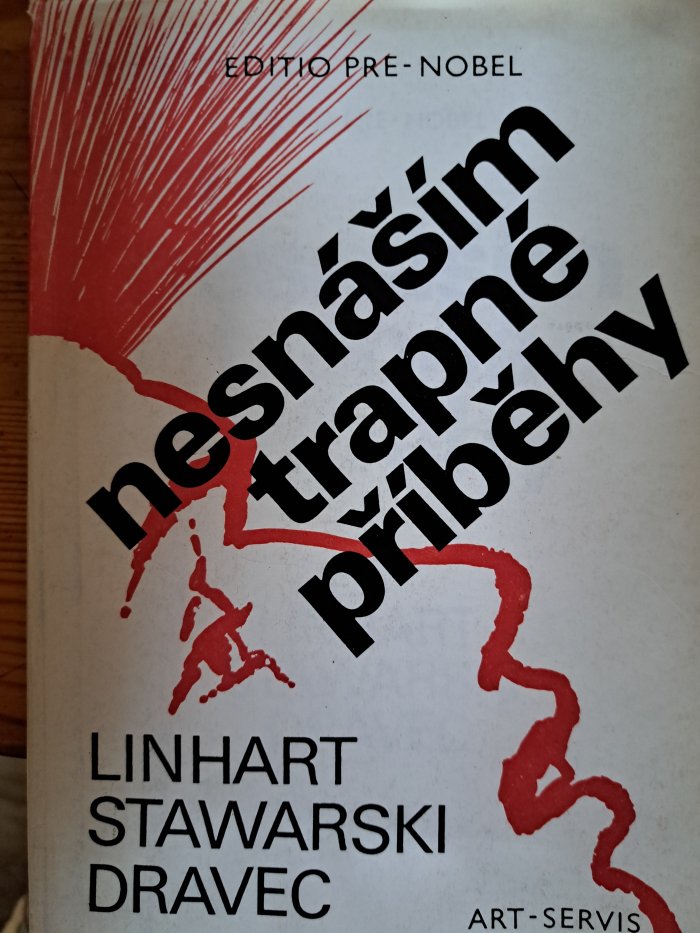 EDITIO PRE-NOBEL
nesnáším
trapné
příběhy
LINHART
STAWARSKI
DRAVEC
ART-SERVIS